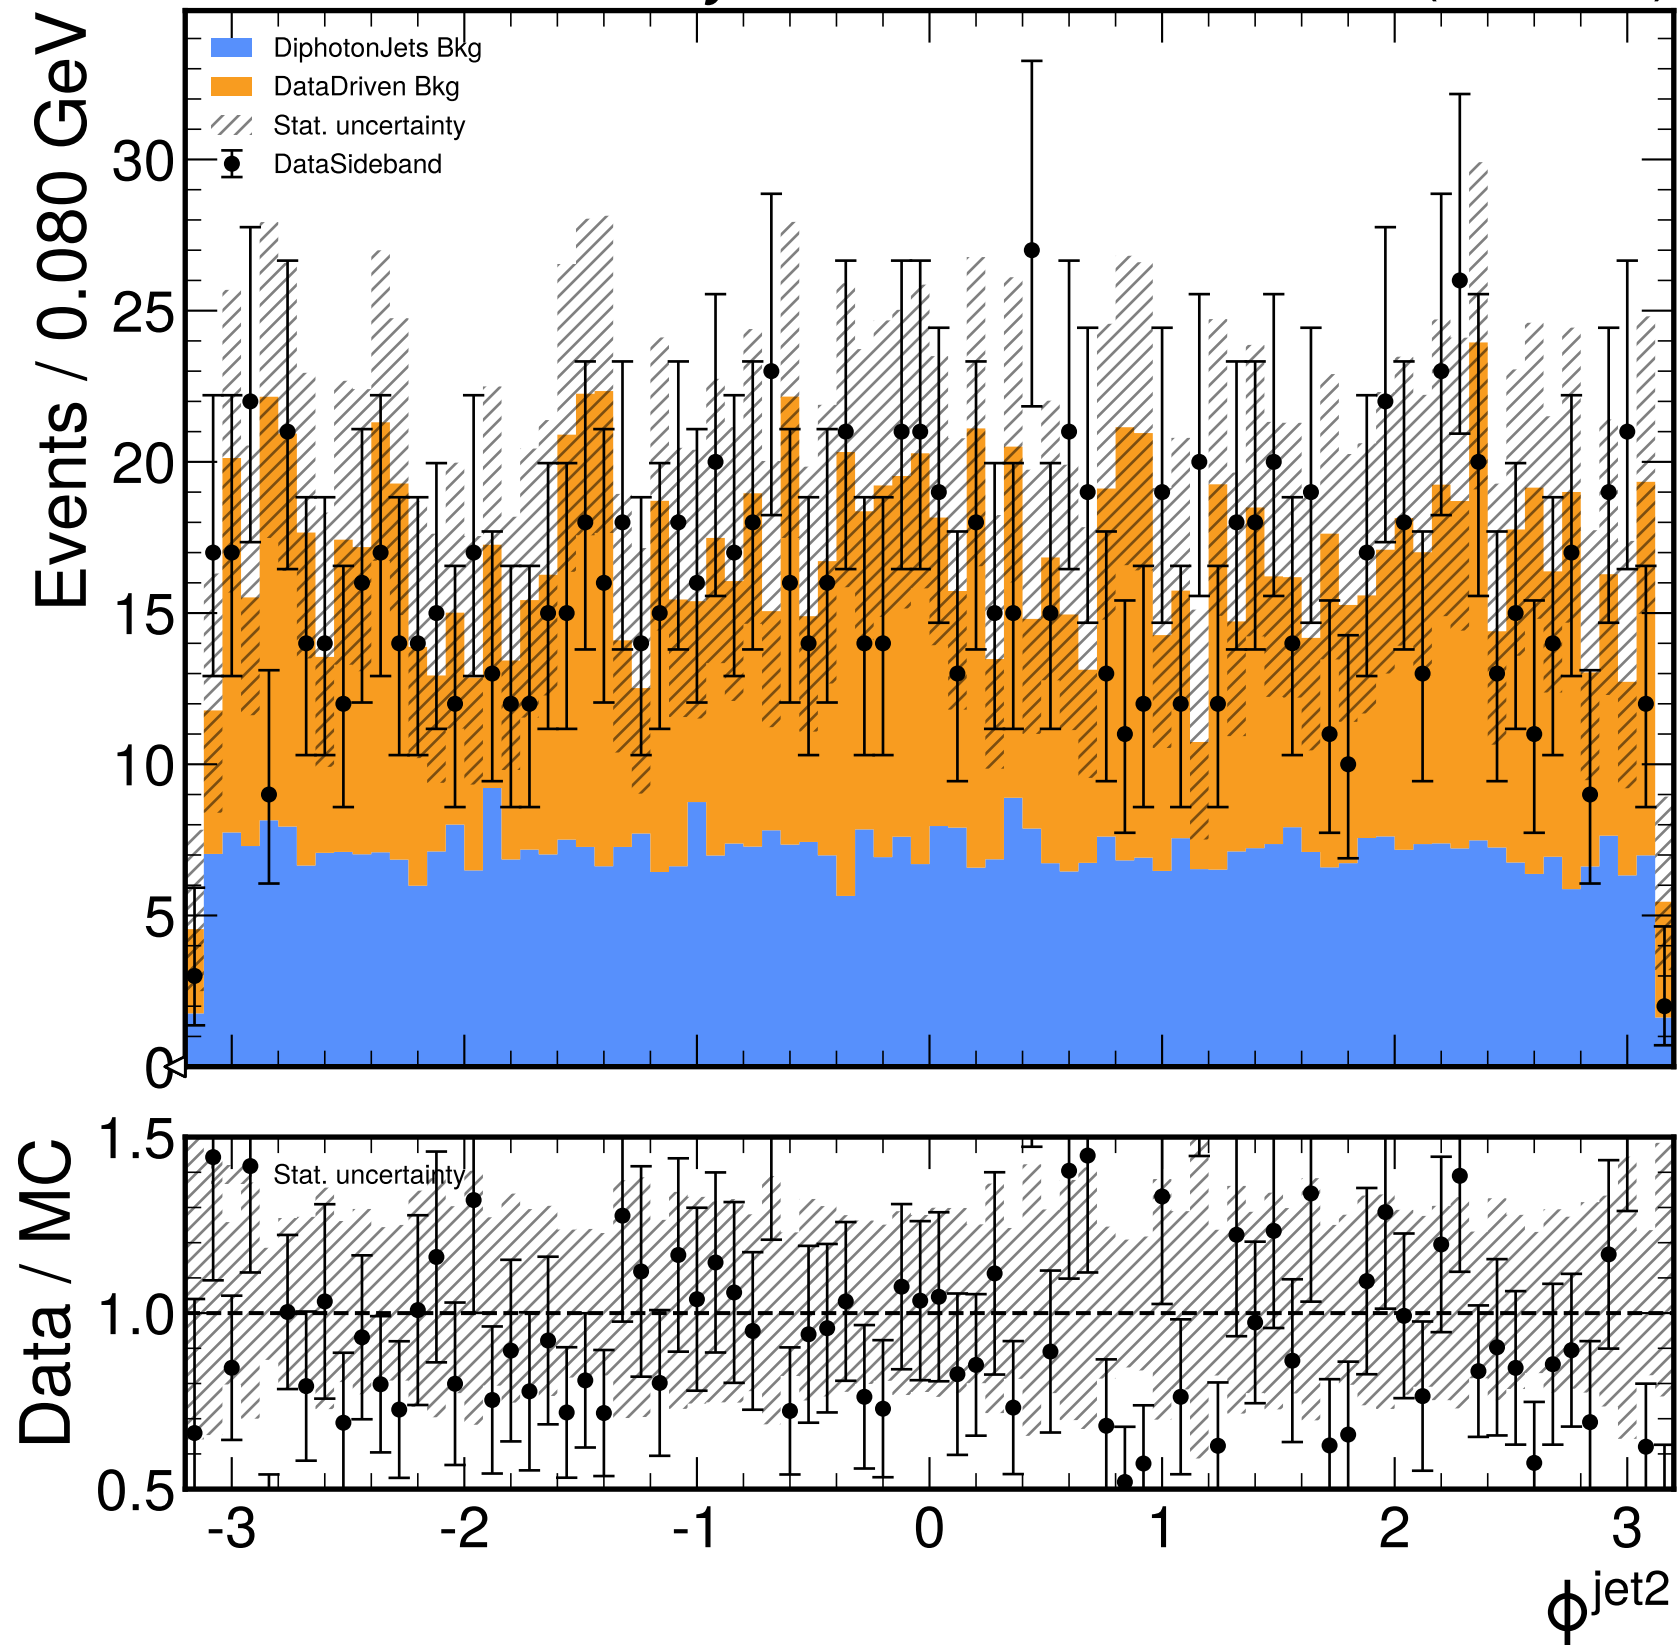 DiphotonJets Bkg
DataDriven Bkg
Stat. uncertainty
DataSideband
Events / 0.080 GeV
30
25
20
15
10
5
0
Data / MC
Stat. uncertainty
1.5
1.0
0.5
-3
-2
-1
0
1
2
3
ϕ^jet2